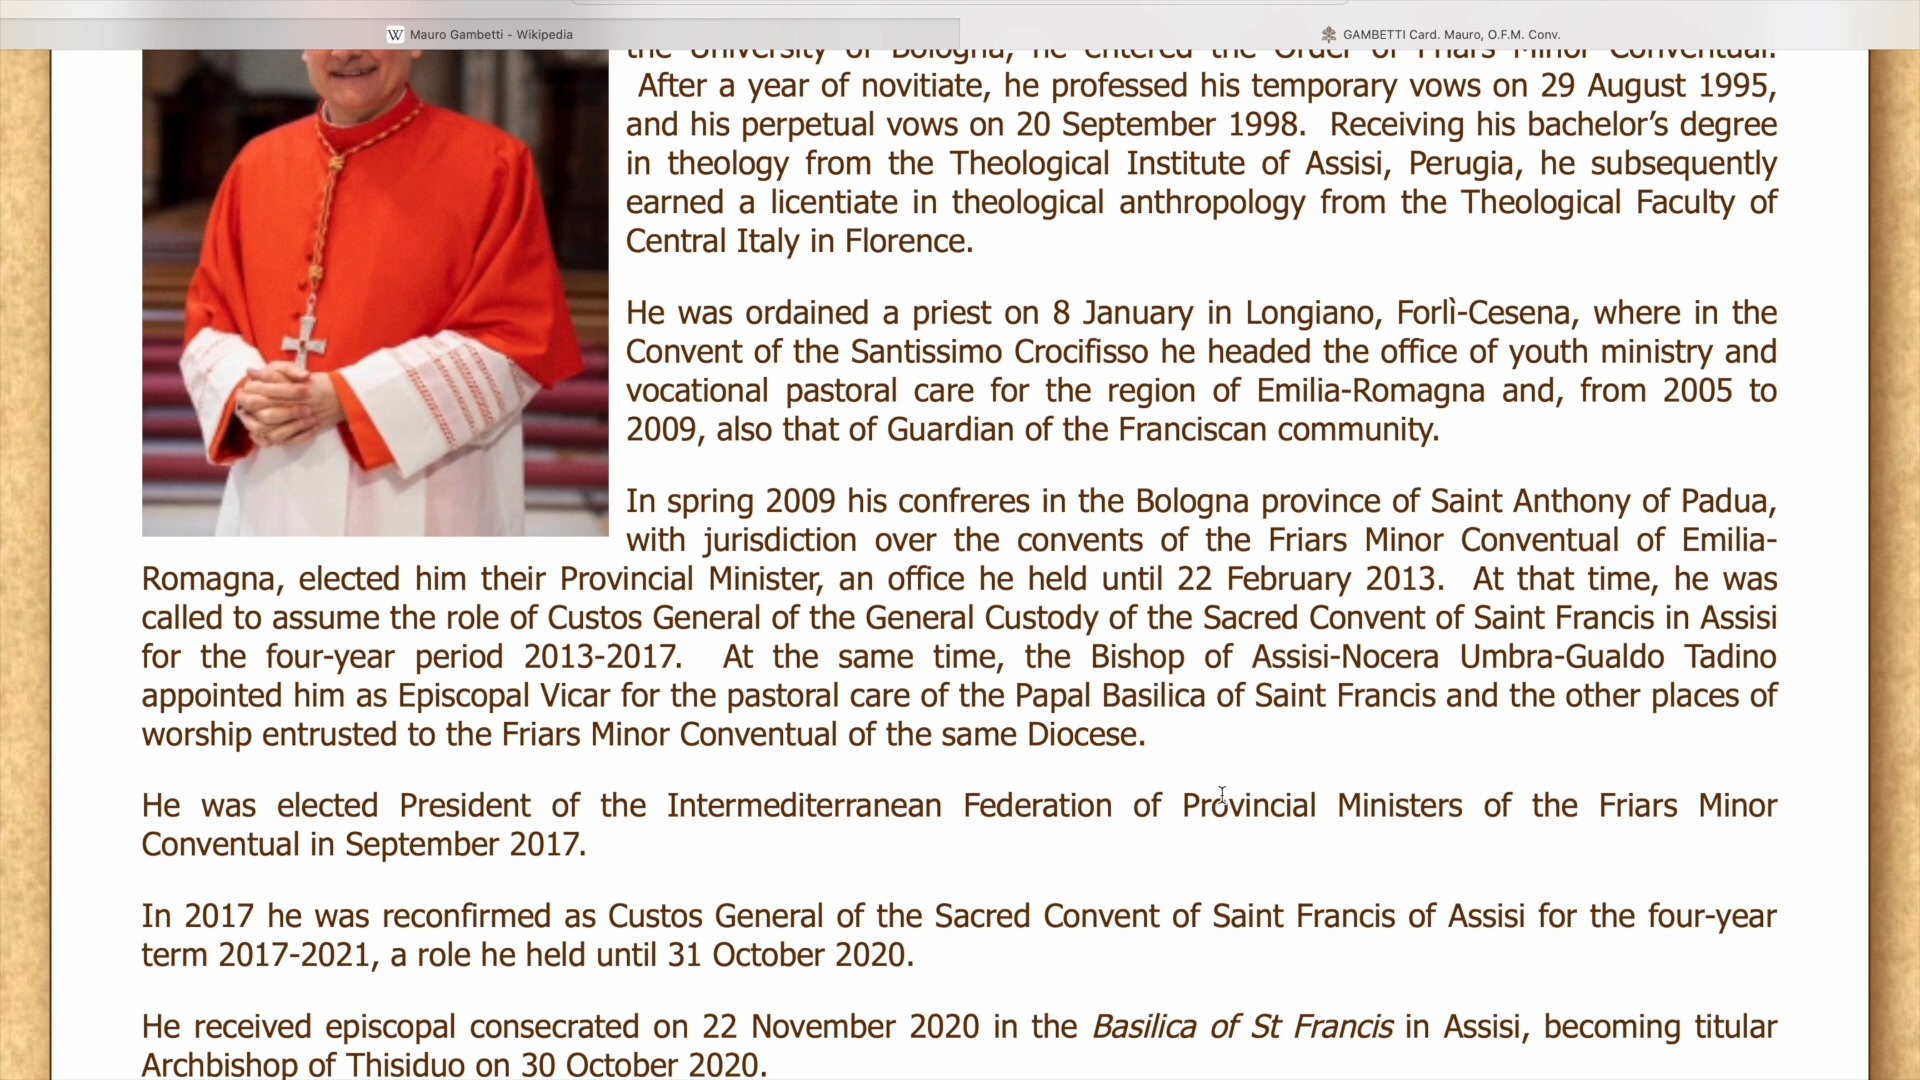 Mauro Gambetti - Wikipedia
GAMBETTI Card. Mauro, O.F.M. Conv.
the University of Bologna, he entered the Order of Friars Minor Conventual.
After a year of novitiate, he professed his temporary vows on 29 August 1995,
and his perpetual vows on 20 September 1998. Receiving his bachelor’s degree
in theology from the Theological Institute of Assisi, Perugia, he subsequently
earned a licentiate in theological anthropology from the Theological Faculty of
Central Italy in Florence.
He was ordained a priest on 8 January in Longiano, Forlì-Cesena, where in the
Convent of the Santissimo Crocifisso he headed the office of youth ministry and
vocational pastoral care for the region of Emilia-Romagna and, from 2005 to
2009, also that of Guardian of the Franciscan community.
In spring 2009 his confreres in the Bologna province of Saint Anthony of Padua,
with jurisdiction over the convents of the Friars Minor Conventual of Emilia-
Romagna, elected him their Provincial Minister, an office he held until 22 February 2013. At that time, he was
called to assume the role of Custos General of the General Custody of the Sacred Convent of Saint Francis in Assisi
for the four-year period 2013-2017. At the same time, the Bishop of Assisi-Nocera Umbra-Gualdo Tadino
appointed him as Episcopal Vicar for the pastoral care of the Papal Basilica of Saint Francis and the other places of
worship entrusted to the Friars Minor Conventual of the same Diocese.
He was elected President of the Intermediterranean Federation of Provincial Ministers of the Friars Minor
Conventual in September 2017.
In 2017 he was reconfirmed as Custos General of the Sacred Convent of Saint Francis of Assisi for the four-year
term 2017-2021, a role he held until 31 October 2020.
He received episcopal consecrated on 22 November 2020 in the Basilica of St Francis in Assisi, becoming titular
Archbishop of Thisiduo on 30 October 2020.